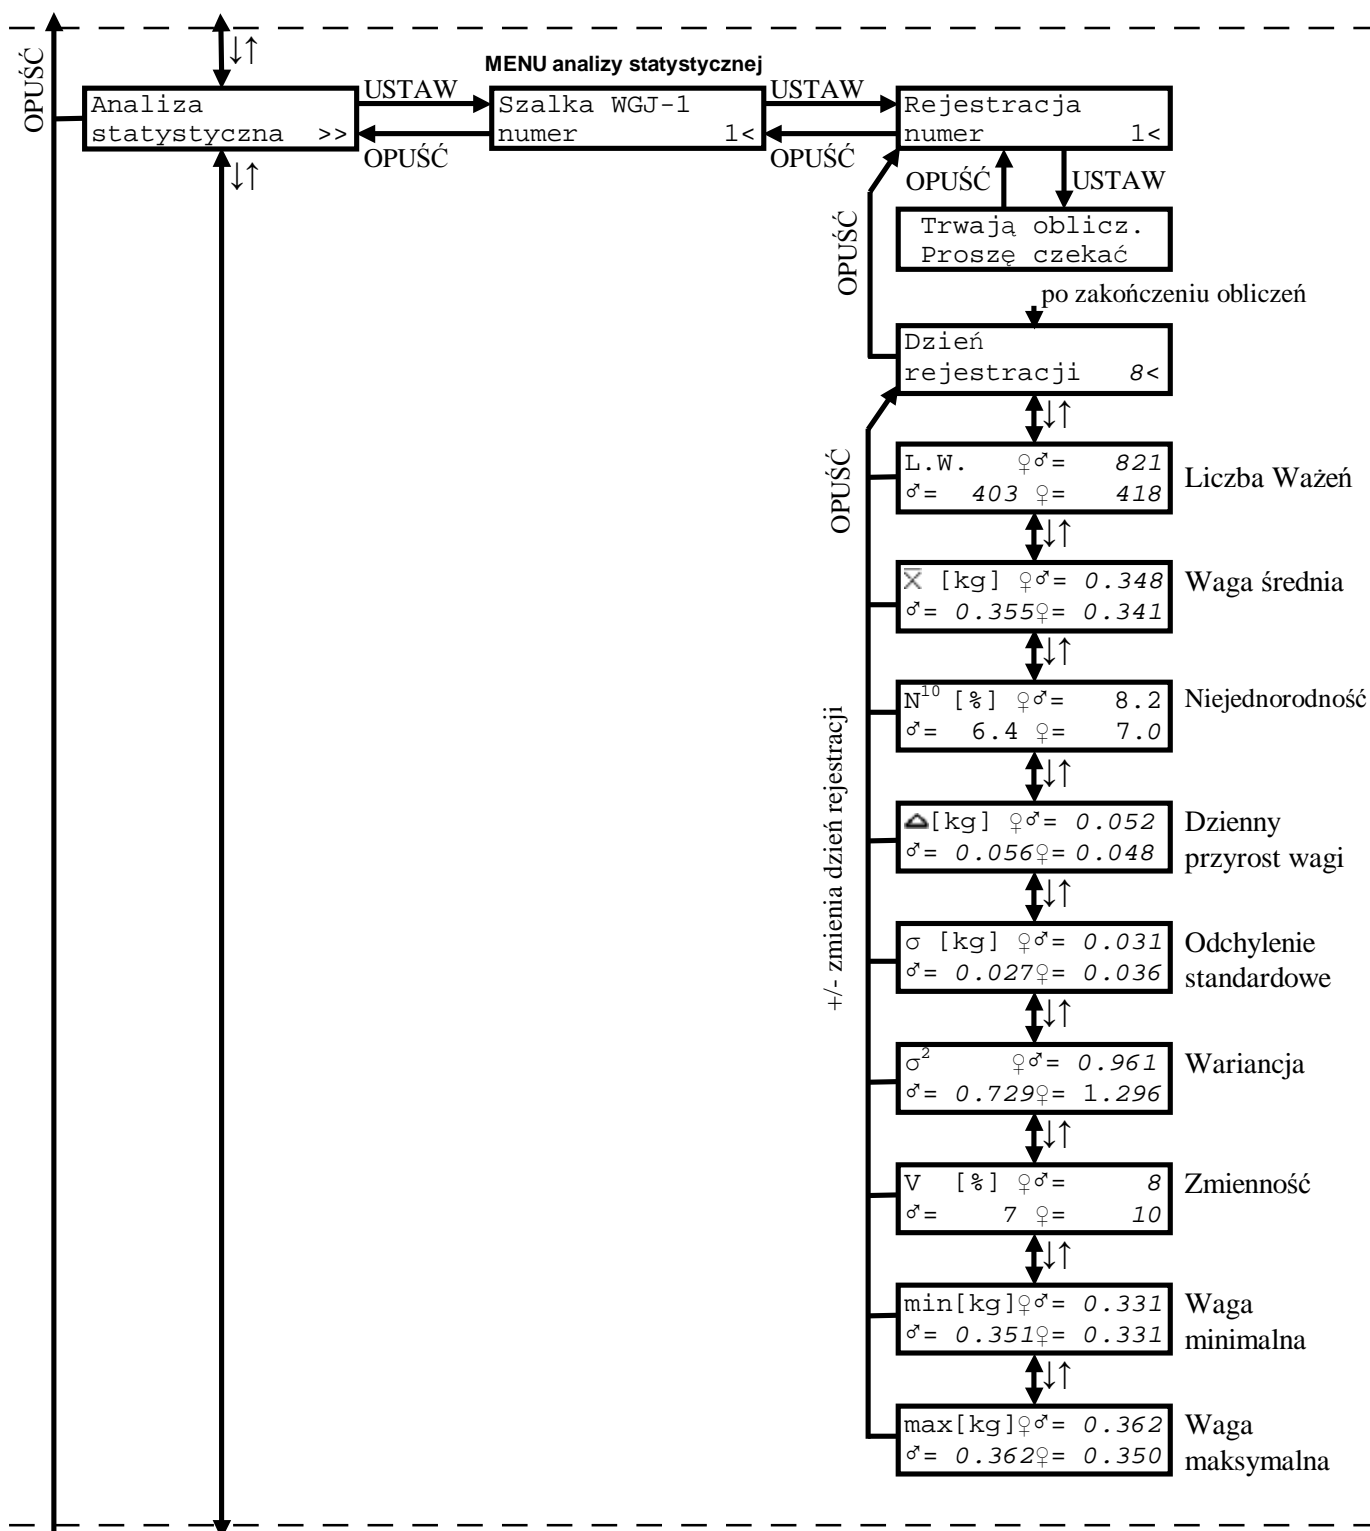 OPUŚĆ
↓↑
MENU analizy statystycznej
Analiza
statystyczna >>
USTAW
OPUŚĆ
Szalka WGJ-1
numer 1<
USTAW
OPUŚĆ
Rejestracja
numer 1<
↓↑
OPUŚĆ
USTAW
Trwają oblicz.
Proszę czekać
OPUŚĆ
po zakończeniu obliczeń
Dzień
rejestracji 8<
↓↑
OPUŚĆ
L.W. ♀♂= 821
♂= 403 ♀= 418
Liczba Ważeń
↓↑
x̅ [kg] ♀♂= 0.348
♂= 0.355♀= 0.341
Waga średnia
↓↑
+/- zmienia dzień rejestracji
N¹⁰ [%] ♀♂= 8.2
♂= 6.4 ♀= 7.0
Niejednorodność
↓↑
△[kg] ♀♂= 0.052
♂= 0.056♀= 0.048
Dzienny
przyrost wagi
↓↑
σ [kg] ♀♂= 0.031
♂= 0.027♀= 0.036
Odchylenie
standardowe
↓↑
σ² ♀♂= 0.961
♂= 0.729♀= 1.296
Wariancja
↓↑
V [%] ♀♂= 8
♂= 7 ♀= 10
Zmienność
↓↑
min[kg]♀♂= 0.331
♂= 0.351♀= 0.331
Waga
minimalna
↓↑
max[kg]♀♂= 0.362
♂= 0.362♀= 0.350
Waga
maksymalna